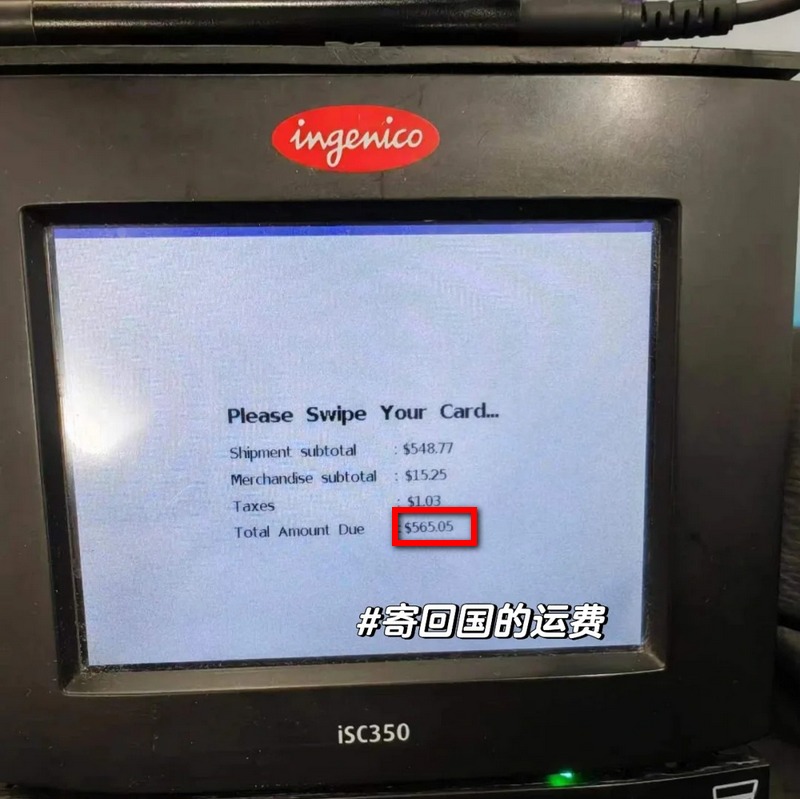 ingenico
Please Swipe Your Card...
Shipment subtotal : $548.77
Merchandise subtotal : $15.25
Taxes : $1.03
Total Amount Due : $565.05
#寄回国的运费
iSC350